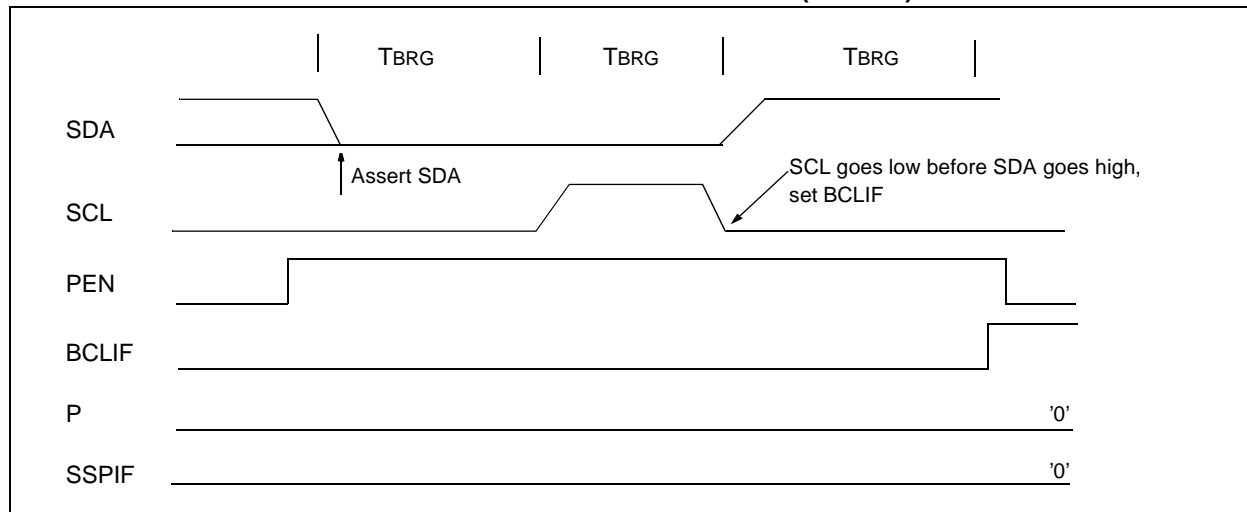 TBRG TBRG TBRG
SDA
Assert SDA
SCL goes low before SDA goes high,
set BCLIF
SCL
PEN
BCLIF
P '0'
SSPIF '0'